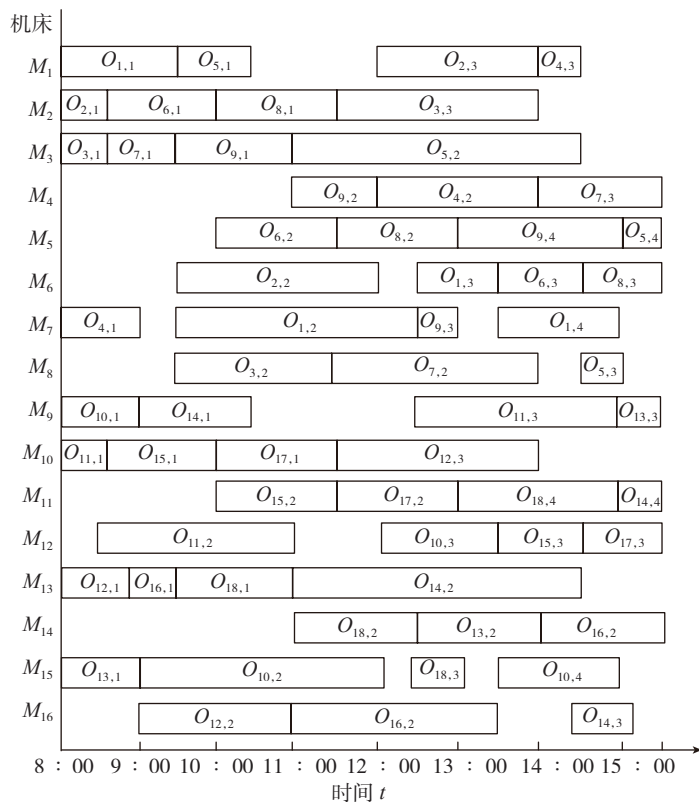 机床
M1 O1,1 O5,1 O2,3 O4,3
M2 O2,1 O6,1 O8,1 O3,3
M3 O3,1 O7,1 O9,1 O5,2
M4 O9,2 O4,2 O7,3
M5 O6,2 O8,2 O9,4 O5,4
M6 O2,2 O1,3 O6,3 O8,3
M7 O4,1 O1,2 O9,3 O1,4
M8 O3,2 O7,2 O5,3
M9 O10,1 O14,1 O11,3 O13,3
M10 O11,1 O15,1 O17,1 O12,3
M11 O15,2 O17,2 O18,4 O14,4
M12 O11,2 O10,3 O15,3 O17,3
M13 O12,1 O16,1 O18,1 O14,2
M14 O18,2 O13,2 O16,2
M15 O13,1 O10,2 O18,3 O10,4
M16 O12,2 O16,2 O14,3
8：00 9：00 10：00 11：00 12：00 13：00 14：00 15：00
时间 t